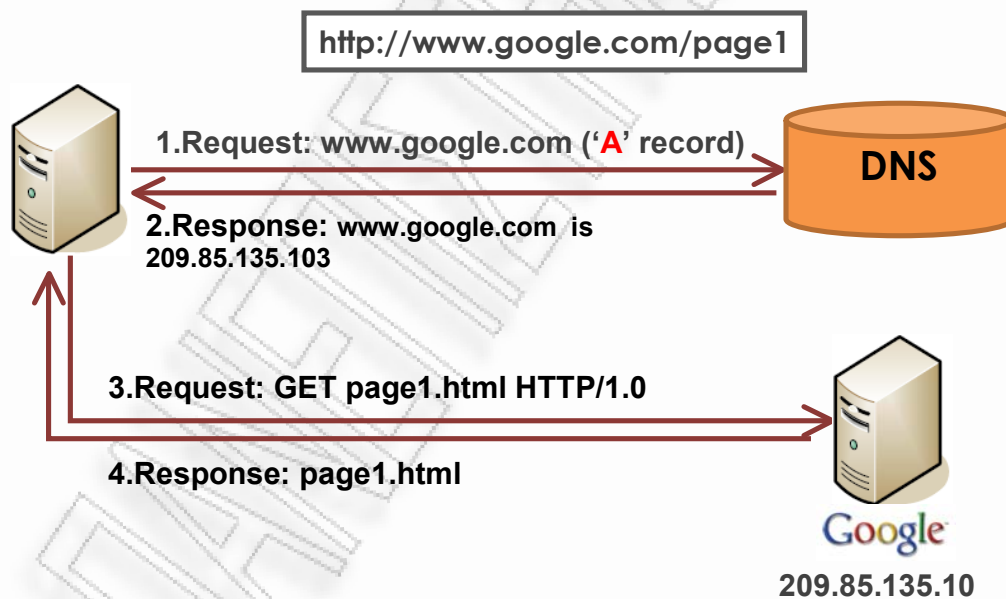 http://www.google.com/page1
1.Request: www.google.com (‘A’ record)
DNS
2.Response: www.google.com is
209.85.135.103
3.Request: GET page1.html HTTP/1.0
4.Response: page1.html
Google
209.85.135.10